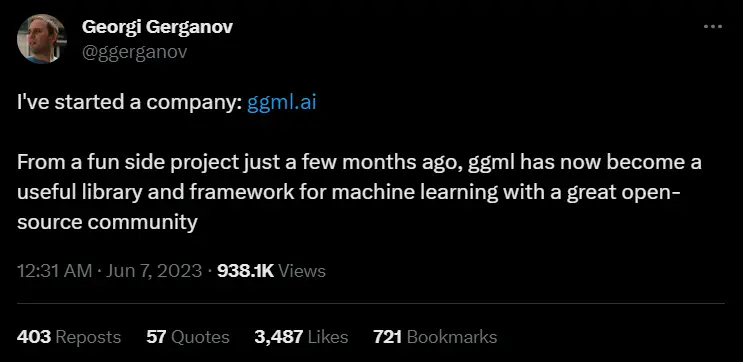 Georgi Gerganov
@ggerganov
I've started a company: ggml.ai
From a fun side project just a few months ago, ggml has now become a
useful library and framework for machine learning with a great open-
source community
12:31 AM · Jun 7, 2023 · 938.1K Views
403 Reposts 57 Quotes 3,487 Likes 721 Bookmarks